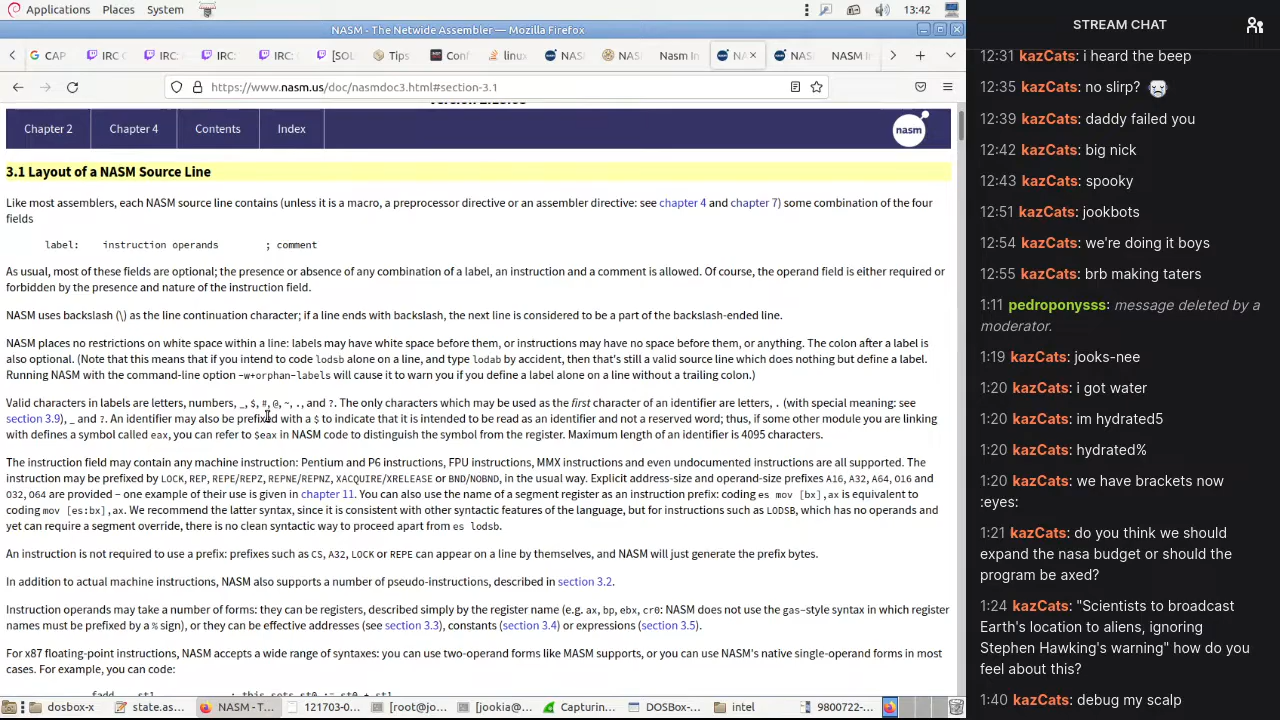 Applications Places System 13:42
NASM - The Netwide Assembler — Mozilla Firefox
CAP IRC C IRC: IRC: [SOL Tips Conf linux NAS NAS Nasm In NA NAS NASM I
https://www.nasm.us/doc/nasmdoc3.html#section-3.1
Chapter 2 Chapter 4 Contents Index nasm
3.1 Layout of a NASM Source Line
Like most assemblers, each NASM source line contains (unless it is a macro, a preprocessor directive or an assembler directive: see chapter 4 and chapter 7) some combination of the four
fields
label: instruction operands ; comment
As usual, most of these fields are optional; the presence or absence of any combination of a label, an instruction and a comment is allowed. Of course, the operand field is either required or
forbidden by the presence and nature of the instruction field.
NASM uses backslash (\) as the line continuation character; if a line ends with backslash, the next line is considered to be a part of the backslash-ended line.
NASM places no restrictions on white space within a line: labels may have white space before them, or instructions may have no space before them, or anything. The colon after a label is
also optional. (Note that this means that if you intend to code lodsb alone on a line, and type lodab by accident, then that's still a valid source line which does nothing but define a label.
Running NASM with the command-line option -w+orphan-labels will cause it to warn you if you define a label alone on a line without a trailing colon.)
Valid characters in labels are letters, numbers, _, $, #, @, ~, ., and ?. The only characters which may be used as the first character of an identifier are letters, . (with special meaning: see
section 3.9), _ and ?. An identifier may also be prefixed with a $ to indicate that it is intended to be read as an identifier and not a reserved word; thus, if some other module you are linking
with defines a symbol called eax, you can refer to $eax in NASM code to distinguish the symbol from the register. Maximum length of an identifier is 4095 characters.
The instruction field may contain any machine instruction: Pentium and P6 instructions, FPU instructions, MMX instructions and even undocumented instructions are all supported. The
instruction may be prefixed by LOCK, REP, REPE/REPZ, REPNE/REPNZ, XACQUIRE/XRELEASE or BND/NOBND, in the usual way. Explicit address-size and operand-size prefixes A16, A32, A64, O16 and
O32, O64 are provided – one example of their use is given in chapter 11. You can also use the name of a segment register as an instruction prefix: coding es mov [bx],ax is equivalent to
coding mov [es:bx],ax. We recommend the latter syntax, since it is consistent with other syntactic features of the language, but for instructions such as LODSB, which has no operands and
yet can require a segment override, there is no clean syntactic way to proceed apart from es lodsb.
An instruction is not required to use a prefix: prefixes such as CS, A32, LOCK or REPE can appear on a line by themselves, and NASM will just generate the prefix bytes.
In addition to actual machine instructions, NASM also supports a number of pseudo-instructions, described in section 3.2.
Instruction operands may take a number of forms: they can be registers, described simply by the register name (e.g. ax, bp, ebx, cr0: NASM does not use the gas–style syntax in which register
names must be prefixed by a % sign), or they can be effective addresses (see section 3.3), constants (section 3.4) or expressions (section 3.5).
For x87 floating-point instructions, NASM accepts a wide range of syntaxes: you can use two-operand forms like MASM supports, or you can use NASM's native single-operand forms in most
cases. For example, you can code:
fadd st1 ; this sets st0 := st0 + st1
dosbox-x state.as... NASM - T... 121703-0... [root@jo... [jookia@... Capturin... DOSBox-... intel 9800722-...
STREAM CHAT
12:31 kazCats: i heard the beep
12:35 kazCats: no slirp?
12:39 kazCats: daddy failed you
12:42 kazCats: big nick
12:43 kazCats: spooky
12:51 kazCats: jookbots
12:54 kazCats: we're doing it boys
12:55 kazCats: brb making taters
1:11 pedroponysss: message deleted by a
moderator.
1:19 kazCats: jooks-nee
1:20 kazCats: i got water
1:20 kazCats: im hydrated5
1:20 kazCats: hydrated%
1:20 kazCats: we have brackets now
:eyes:
1:21 kazCats: do you think we should
expand the nasa budget or should the
program be axed?
1:24 kazCats: "Scientists to broadcast
Earth's location to aliens, ignoring
Stephen Hawking's warning" how do you
feel about this?
1:40 kazCats: debug my scalp